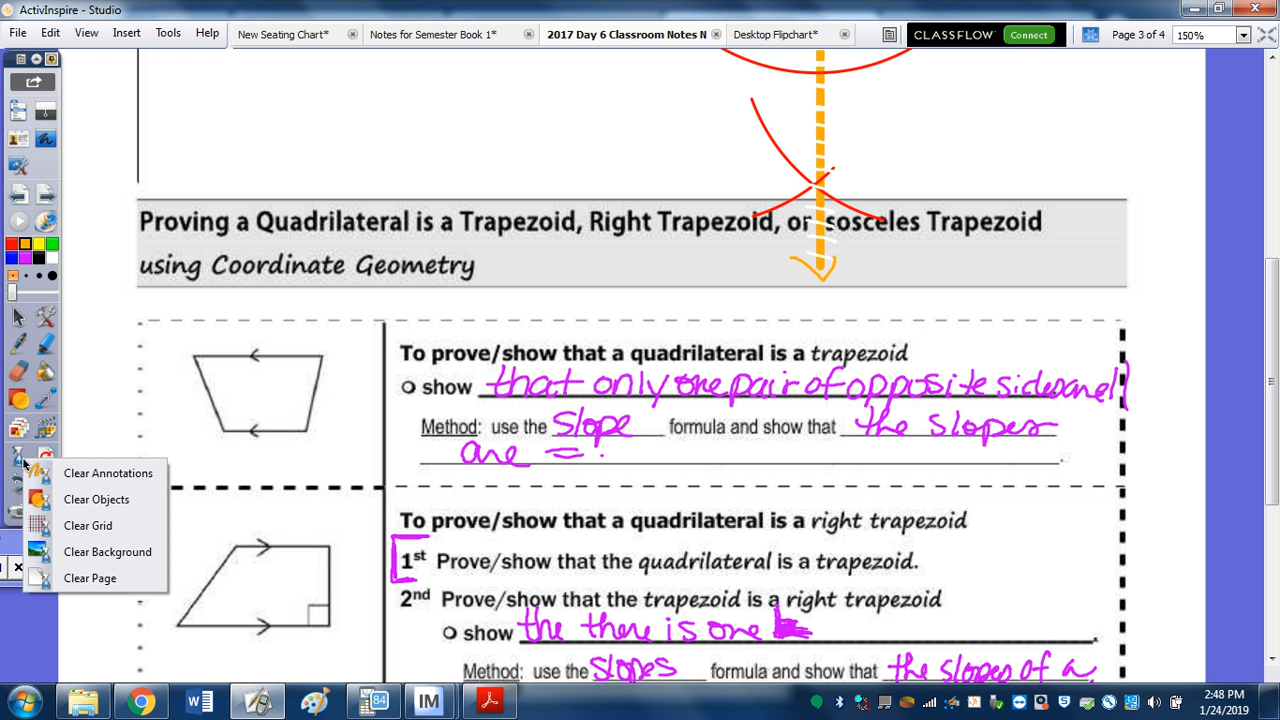 ActivInspire - Studio
File Edit View Insert Tools Help
New Seating Chart* Notes for Semester Book 1* 2017 Day 6 Classroom Notes N Desktop Flipchart*
CLASSFLOW Connect
Page 3 of 4 150%
Proving a Quadrilateral is a Trapezoid, Right Trapezoid, or Isosceles Trapezoid
using Coordinate Geometry
To prove/show that a quadrilateral is a trapezoid
show that only one pair of opposite sides are ||
Method: use the slope formula and show that the slopes
are = .
To prove/show that a quadrilateral is a right trapezoid
1st Prove/show that the quadrilateral is a trapezoid.
2nd Prove/show that the trapezoid is a right trapezoid
show the there is one .
Method: use the slopes formula and show that the slopes of a
Clear Annotations
Clear Objects
Clear Grid
Clear Background
Clear Page
84
IM
2:48 PM
1/24/2019